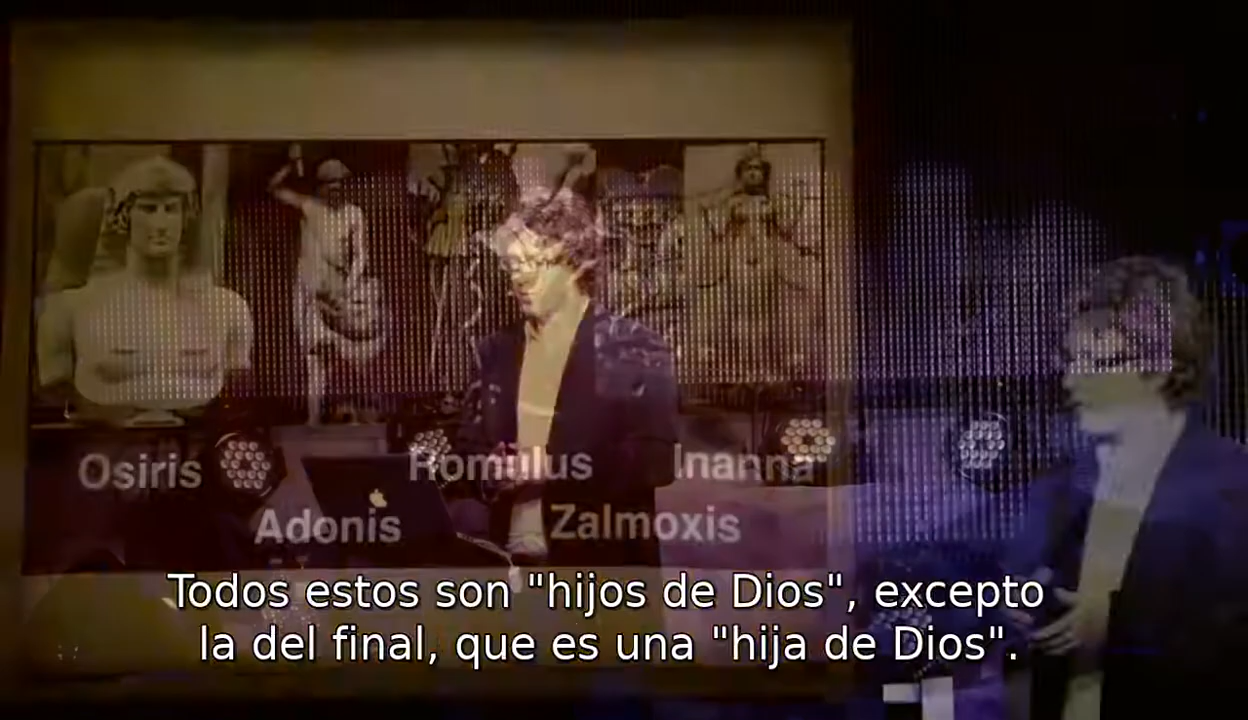 Osiris
Romulus
Inanna
Adonis
Zalmoxis
Todos estos son "hijos de Dios", excepto
la del final, que es una "hija de Dios".